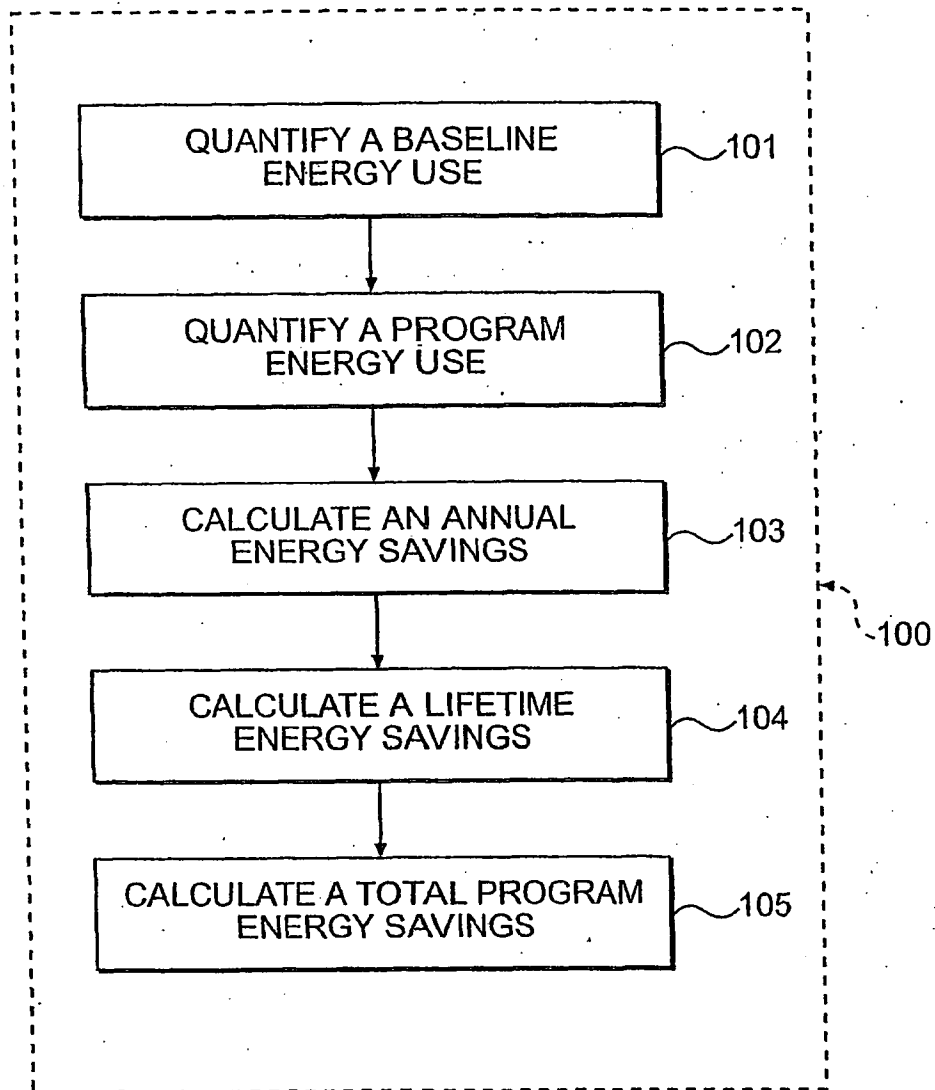 QUANTIFY A BASELINE
ENERGY USE
101
QUANTIFY A PROGRAM
ENERGY USE
102
CALCULATE AN ANNUAL
ENERGY SAVINGS
103
100
CALCULATE A LIFETIME
ENERGY SAVINGS
104
CALCULATE A TOTAL PROGRAM
ENERGY SAVINGS
105